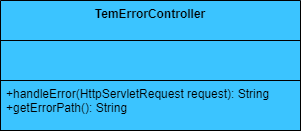 TemErrorController
+handleError(HttpServletRequest request): String
+getErrorPath(): String